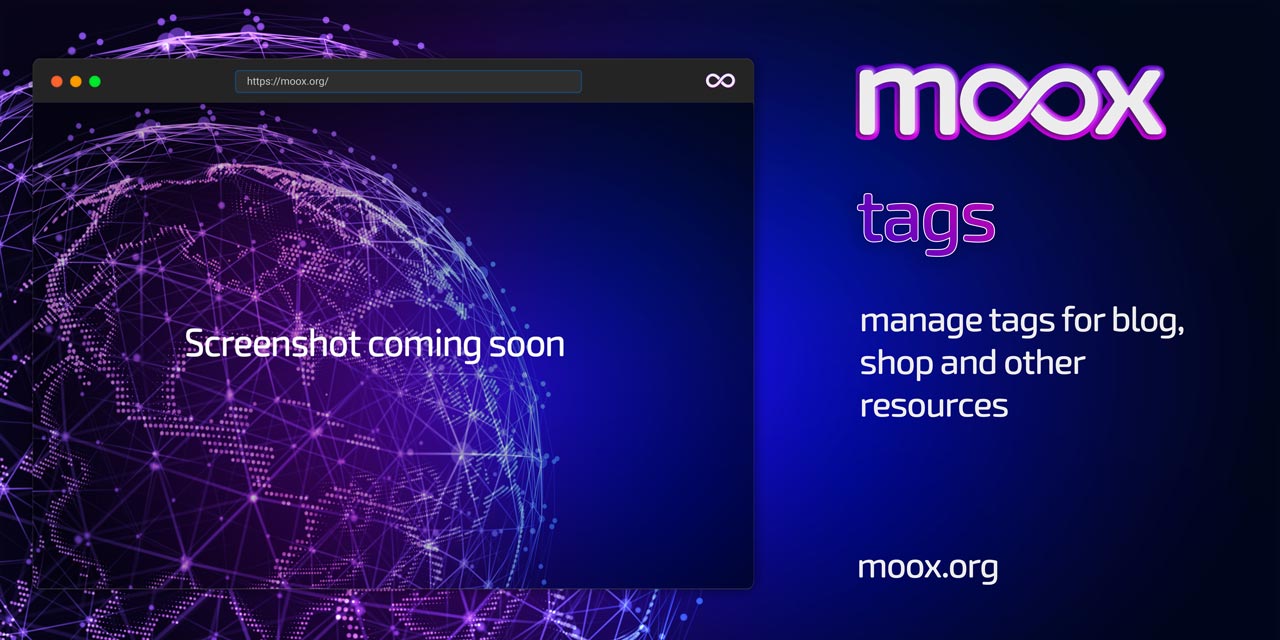 https://moox.org/
Screenshot coming soon
moox
tags
manage tags for blog,
shop and other
resources
moox.org